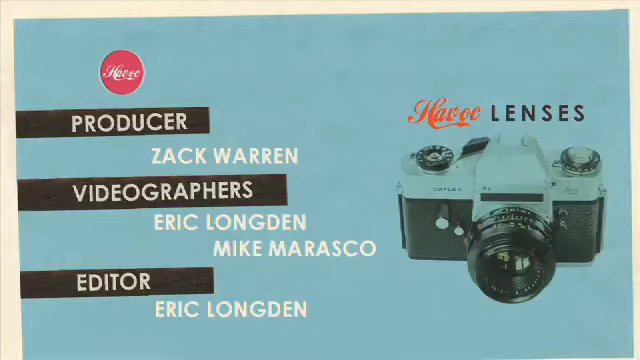 Havoc
PRODUCER
ZACK WARREN
VIDEOGRAPHERS
ERIC LONGDEN
MIKE MARASCO
EDITOR
ERIC LONGDEN
Havoc LENSES